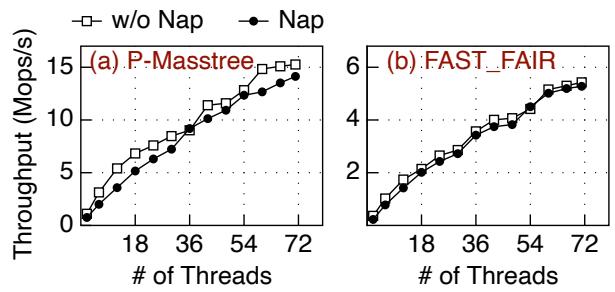 w/o Nap Nap
Throughput (Mops/s)
(a) P-Masstree
15
10
5
0
18 36 54 72
# of Threads
(b) FAST_FAIR
6
4
2
18 36 54 72
# of Threads